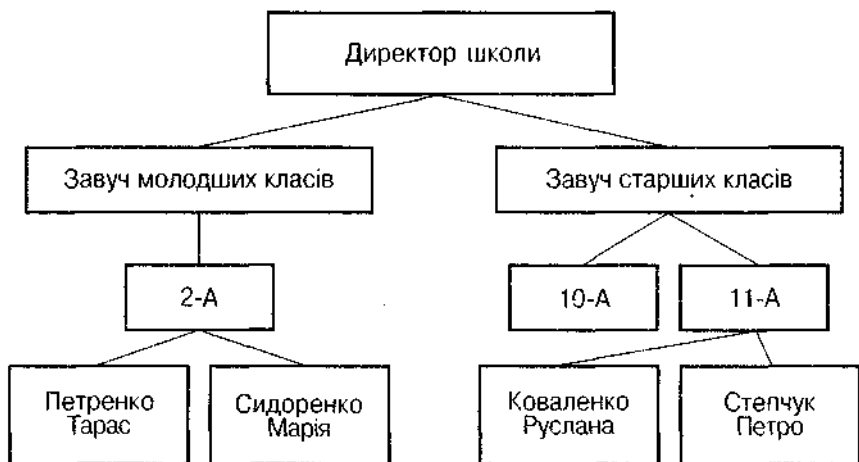 Директор школи
Завуч молодших класів
Завуч старших класів
2-А
10-А
11-А
Петренко
Тарас
Сидоренко
Марія
Коваленко
Руслана
Степчук
Петро